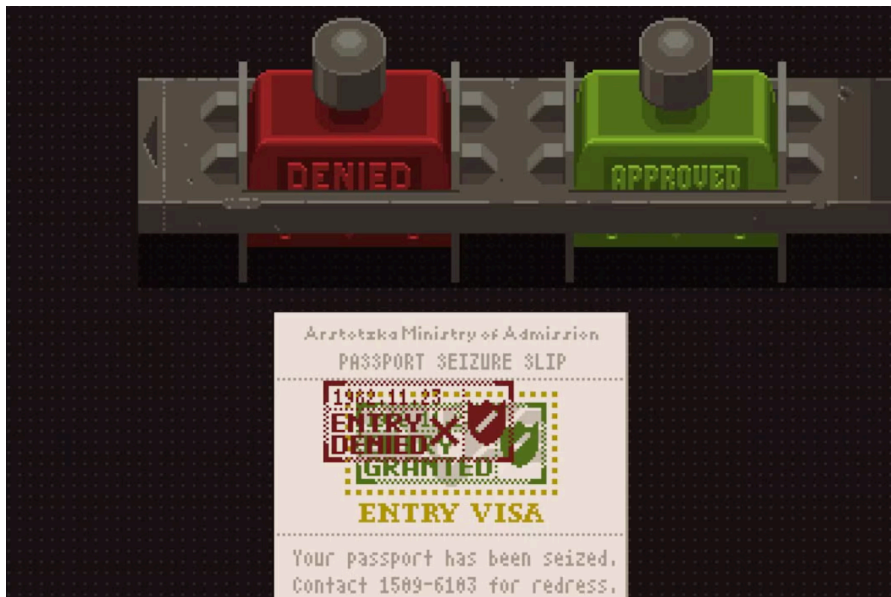 DENIED
APPROVED
Arstotzka Ministry of Admission
PASSPORT SEIZURE SLIP
1982.11.23
ENTRY
DENIED
GRANTED
ENTRY VISA
Your passport has been seized.
Contact 1509-6103 for redress.